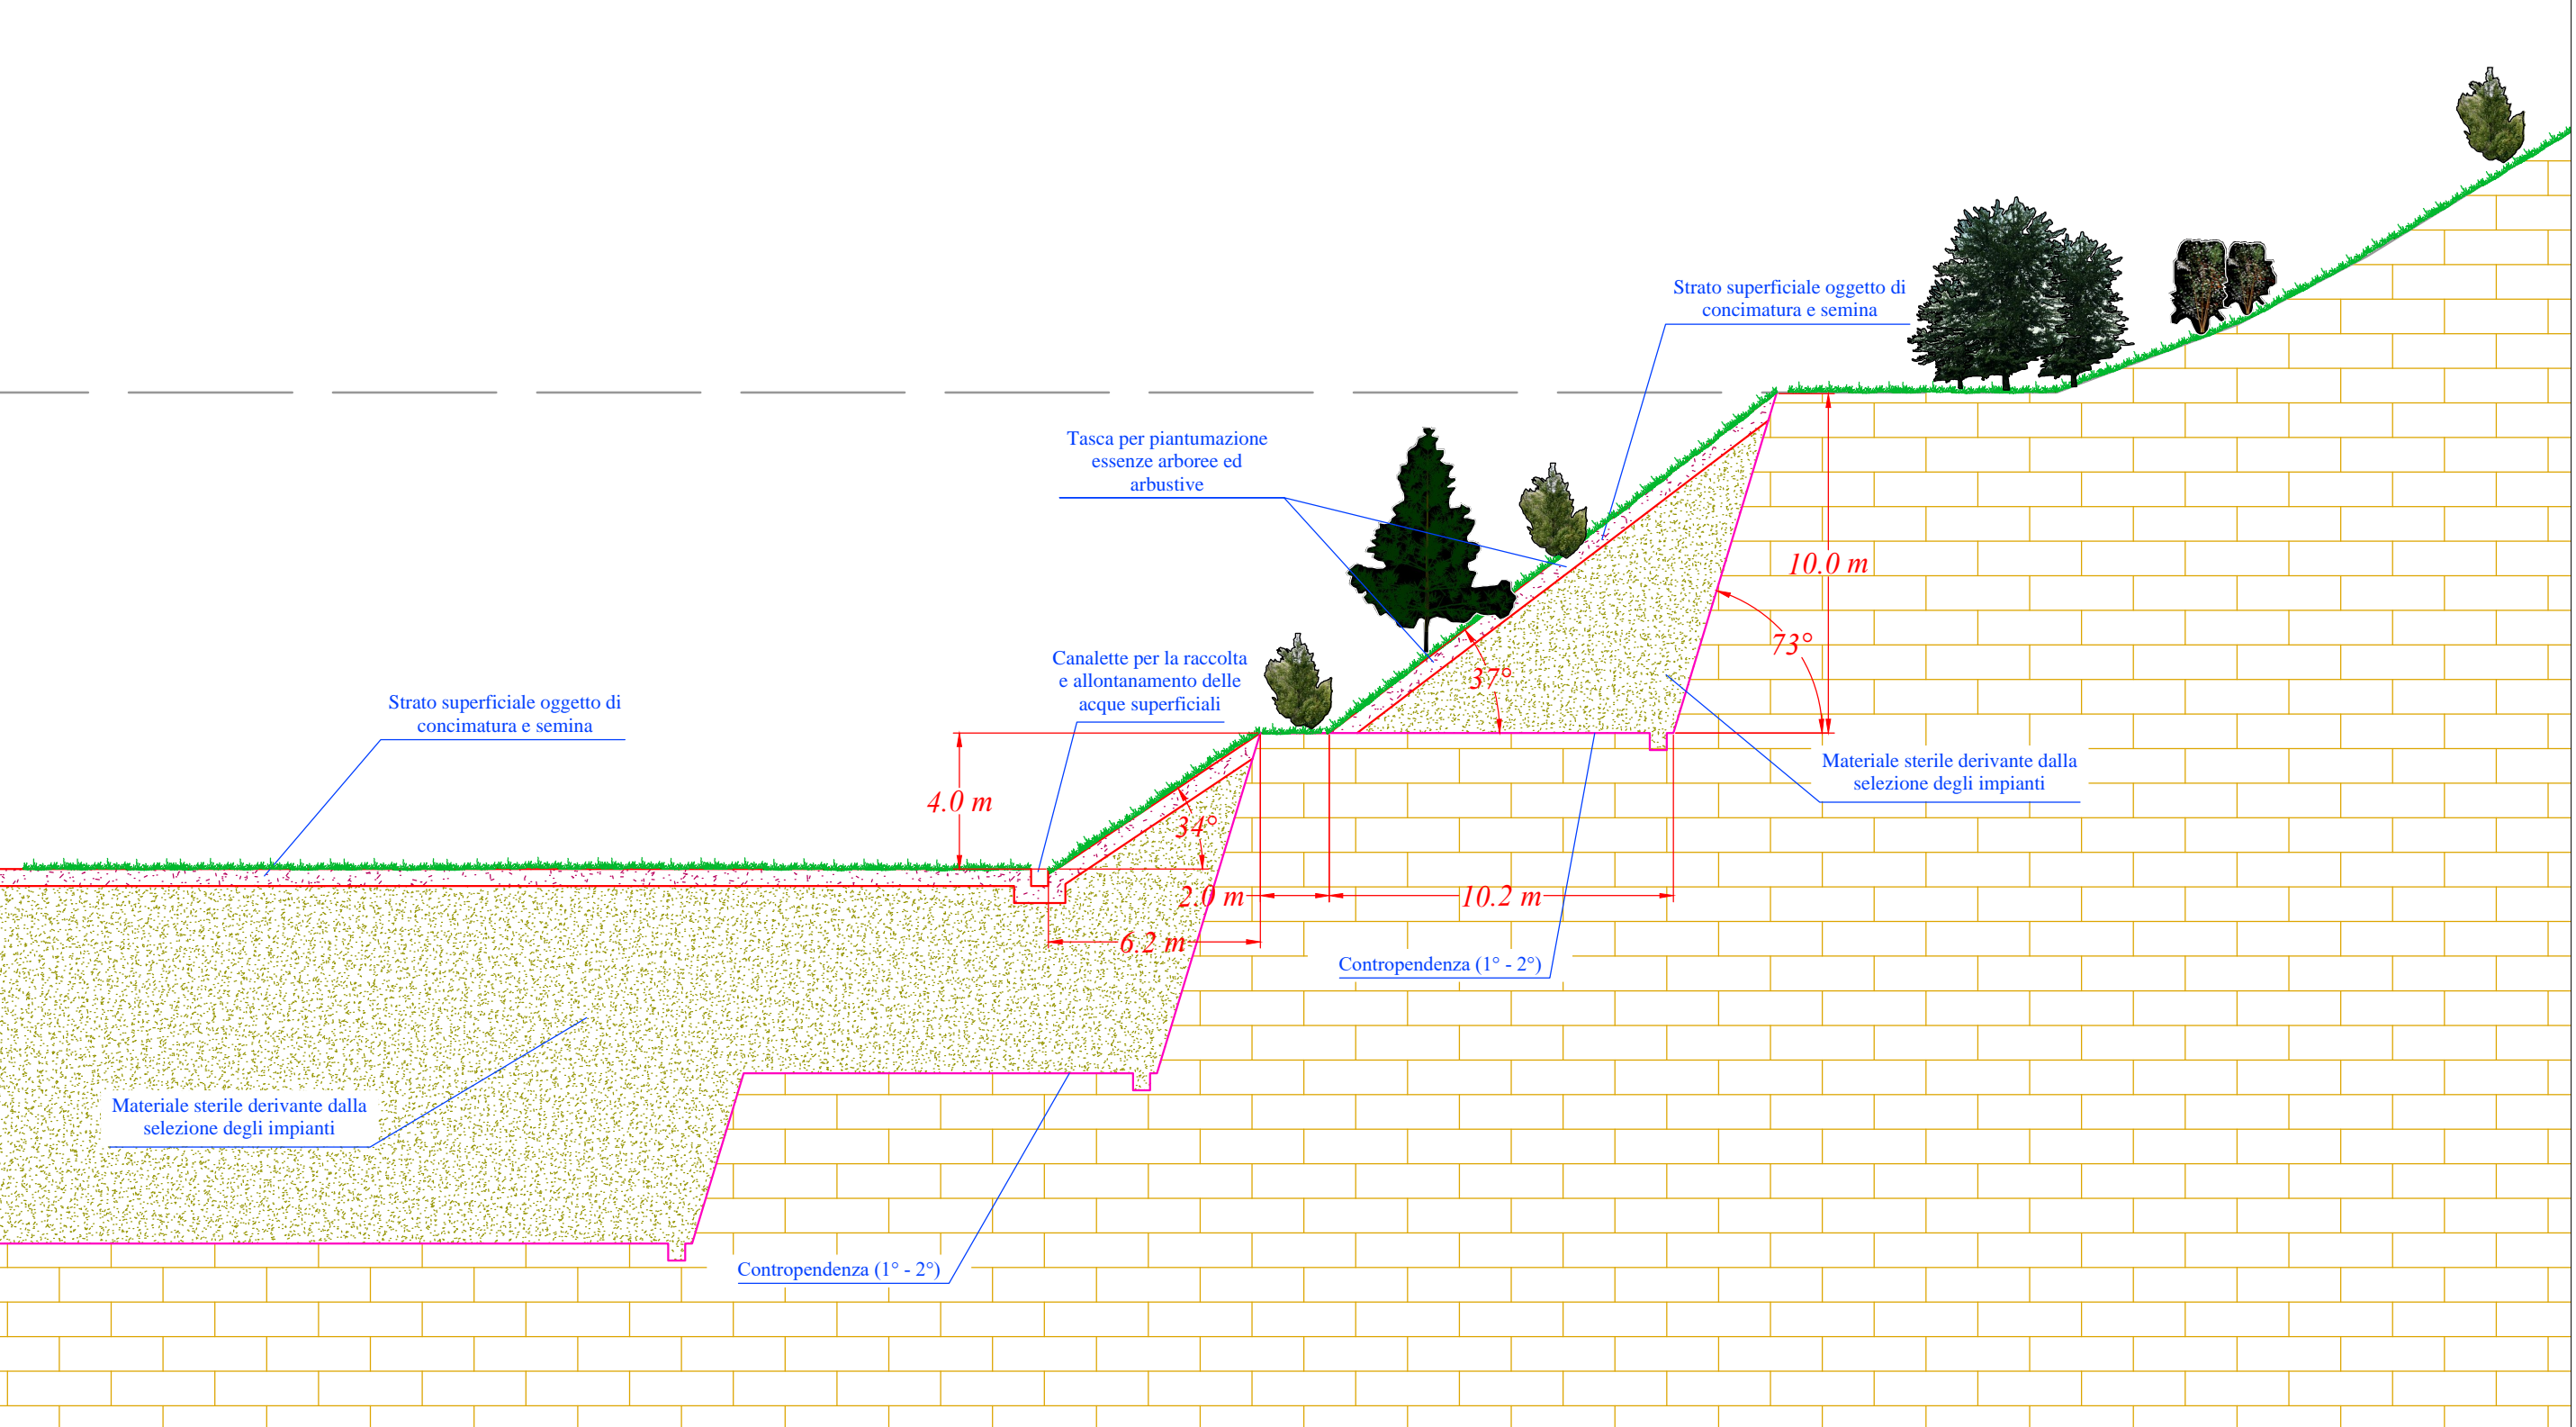 Strato superficiale oggetto di
concimatura e semina
Tasca per piantumazione
essenze arboree ed
arbustive
10.0 m
73°
37°
Canalette per la raccolta
e allontanamento delle
acque superficiali
Strato superficiale oggetto di
concimatura e semina
4.0 m
34°
Materiale sterile derivante dalla
selezione degli impianti
2.0 m
10.2 m
6.2 m
Contropendenza (1° - 2°)
Materiale sterile derivante dalla
selezione degli impianti
Contropendenza (1° - 2°)